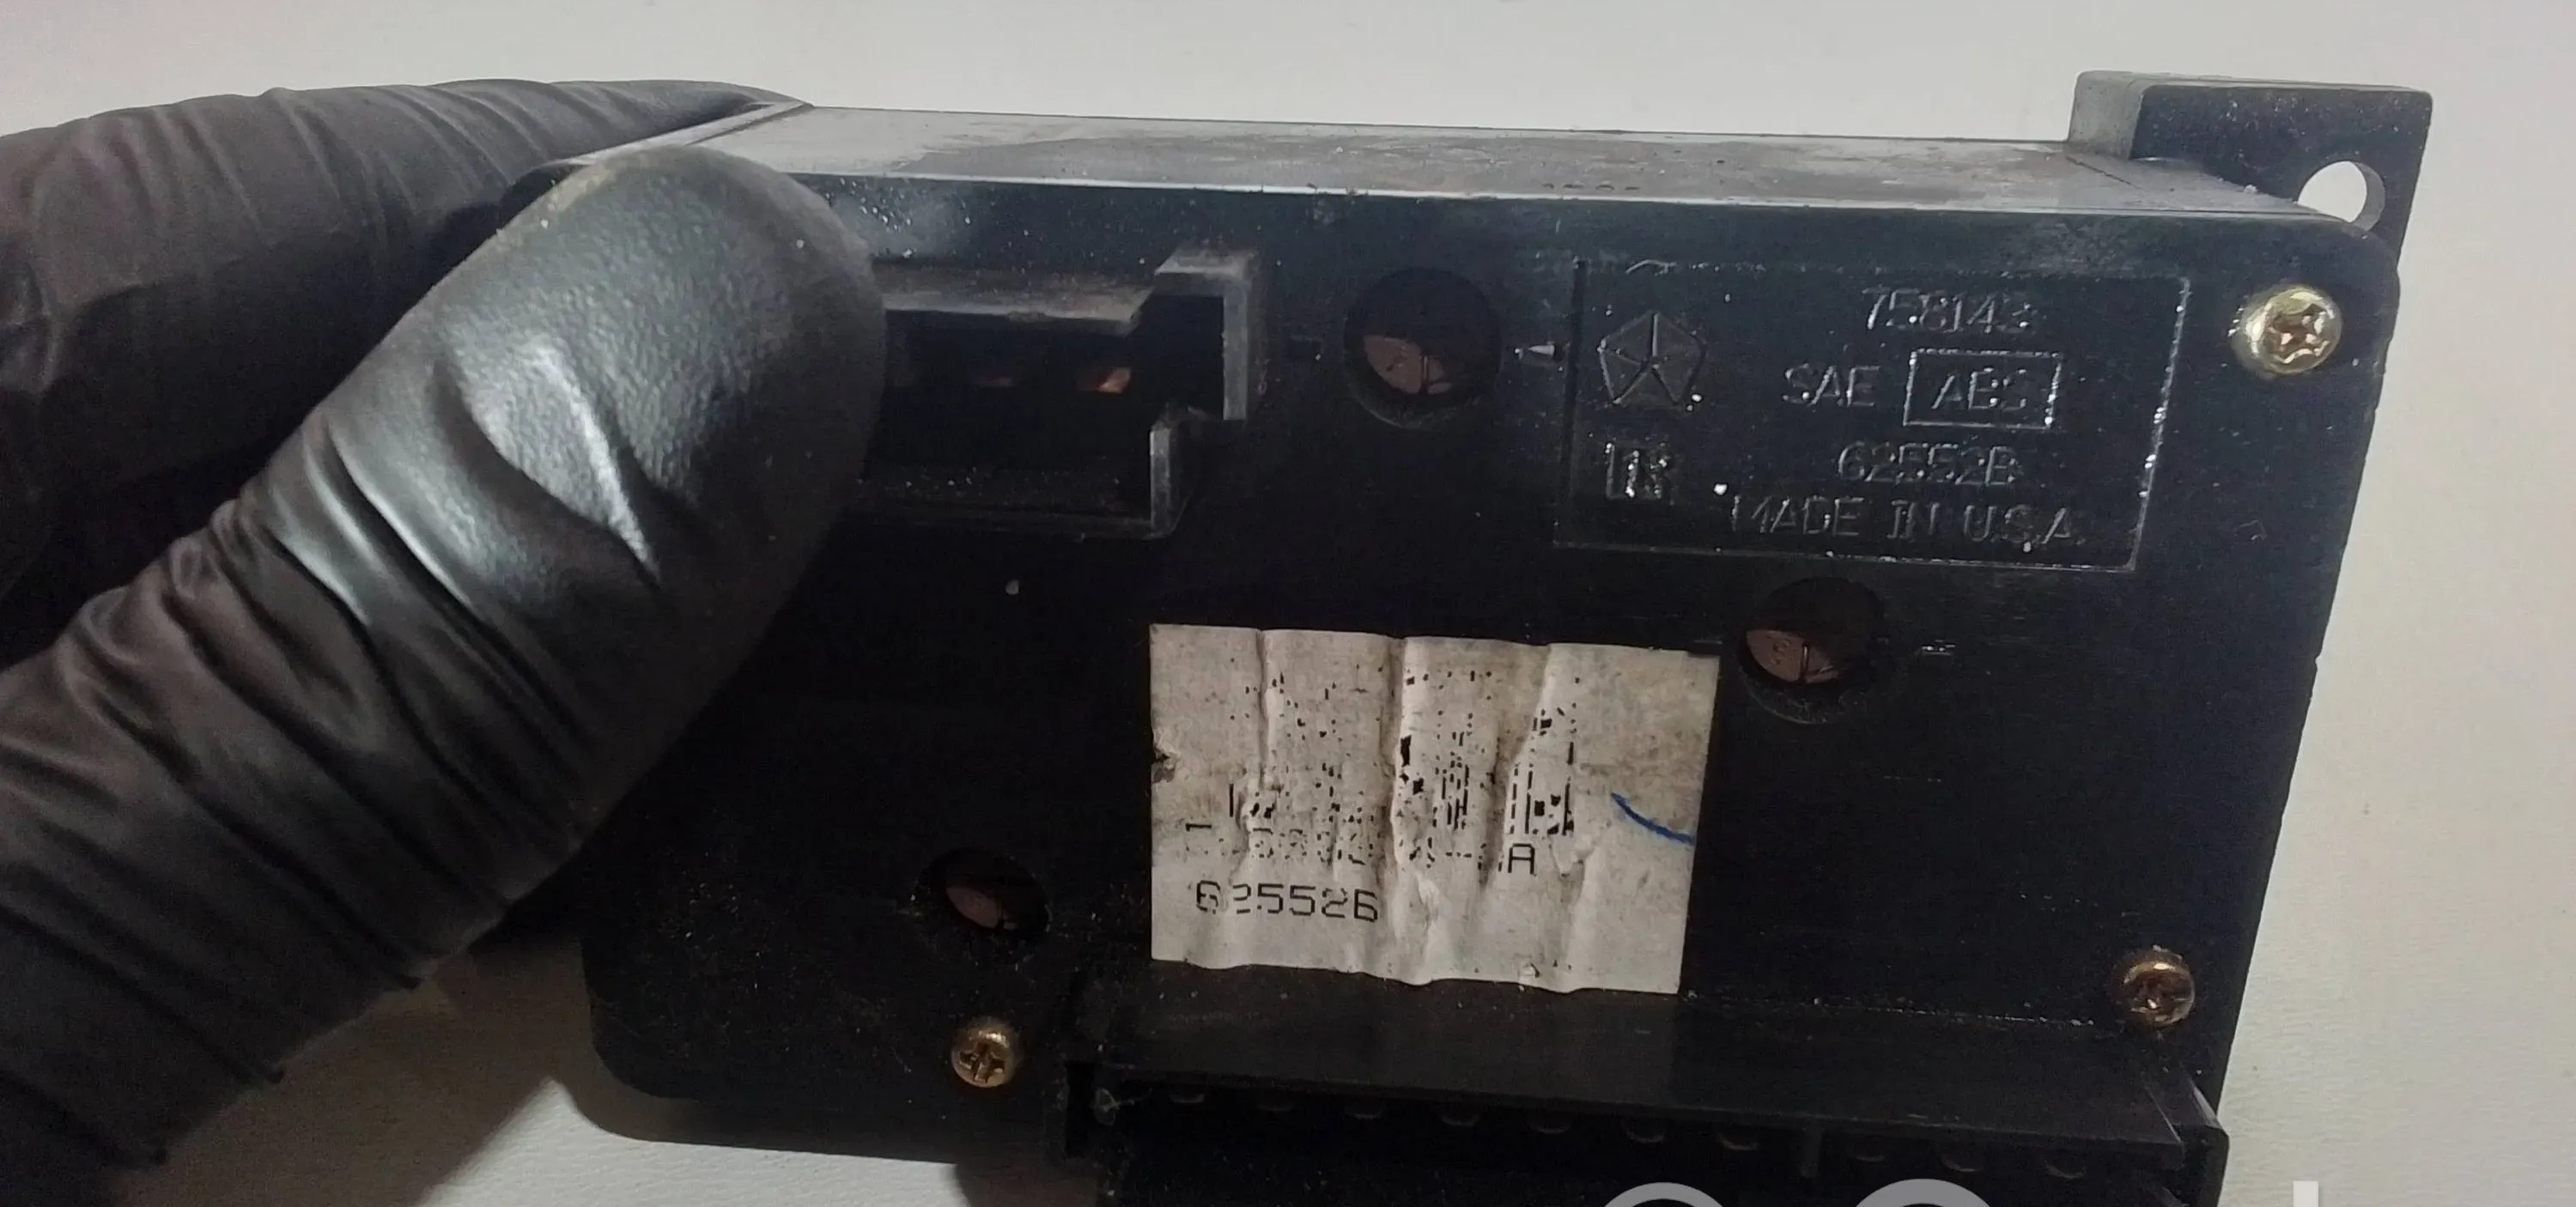 758143
SAE ABS
62552B
MADE IN U.S.A.
625526